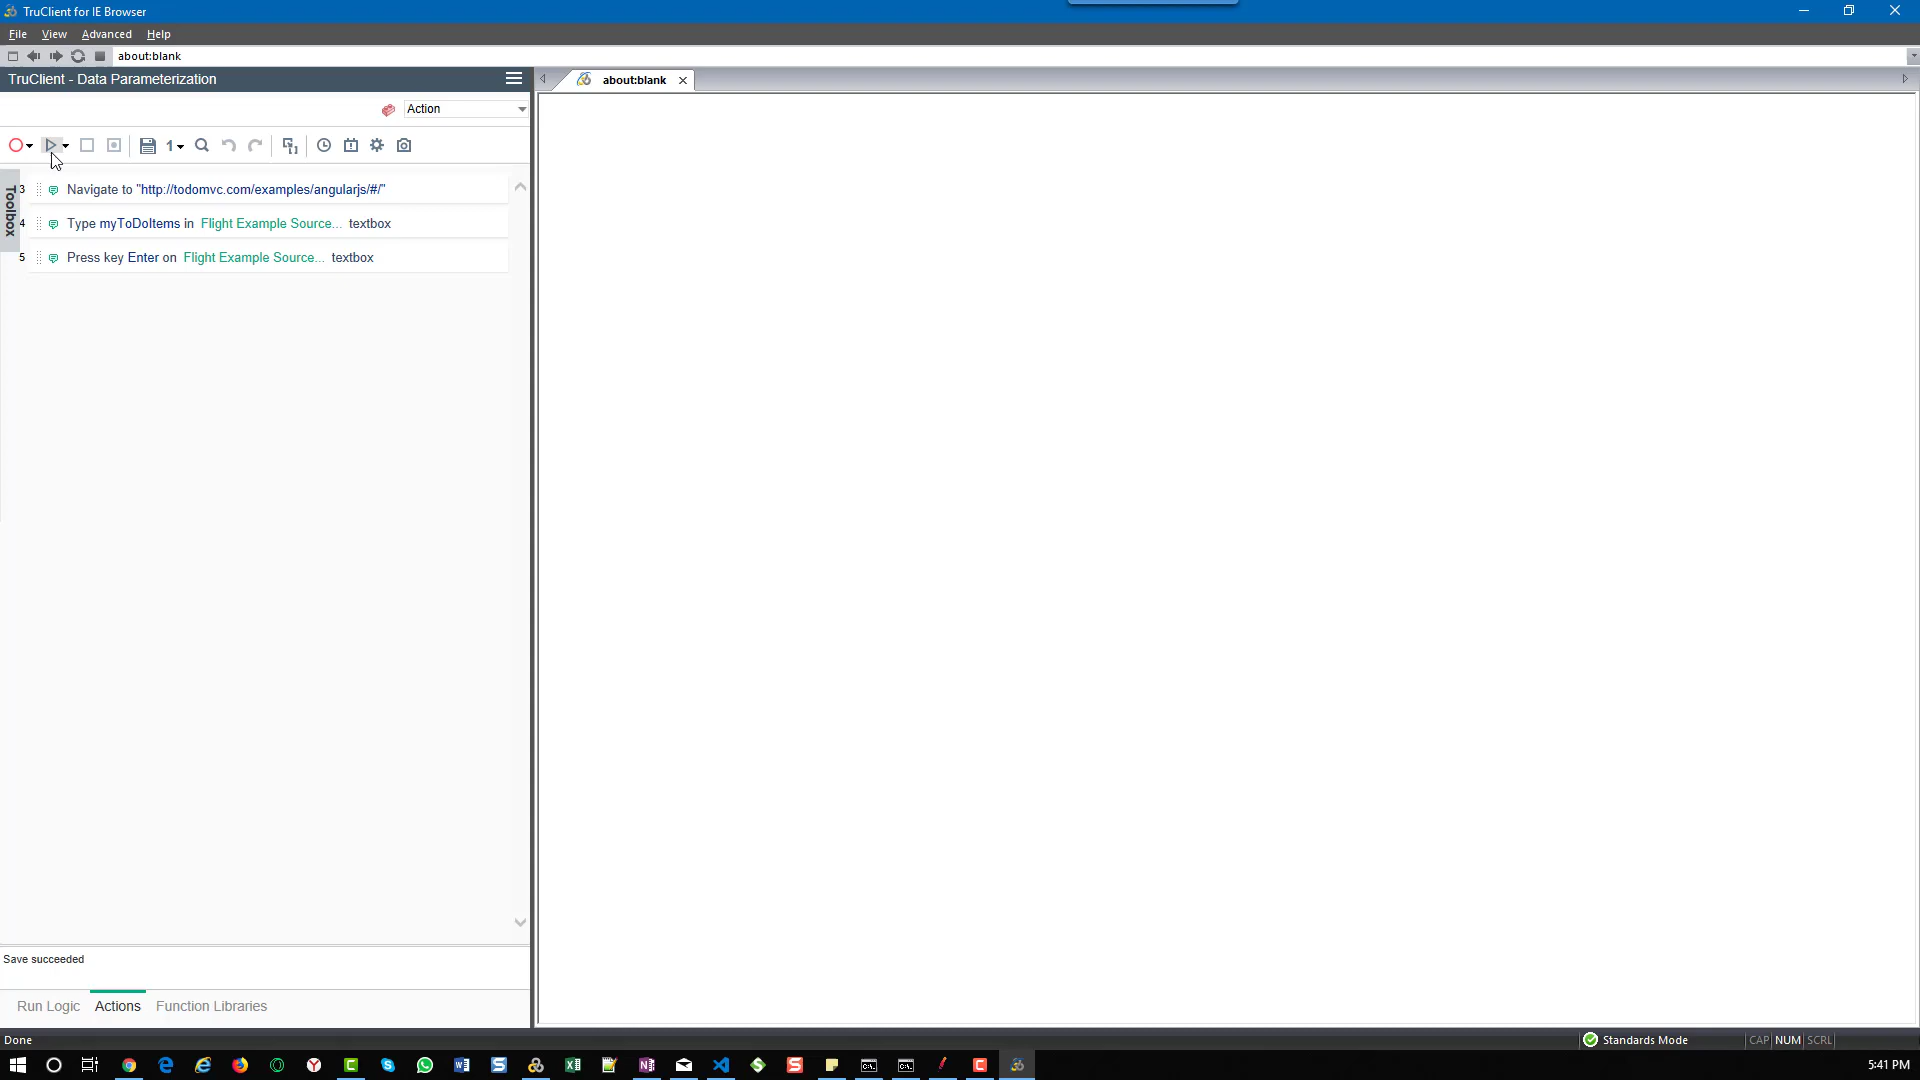 TruClient for IE Browser
File View Advanced Help
about:blank
TruClient - Data Parameterization
about:blank
Action
1
Toolbox
3 Navigate to "http://todomvc.com/examples/angularjs/#/"
4 Type myToDoItems in Flight Example Source... textbox
5 Press key Enter on Flight Example Source... textbox
Save succeeded
Run Logic Actions Function Libraries
Done
Standards Mode CAP NUM SCRL
5:41 PM